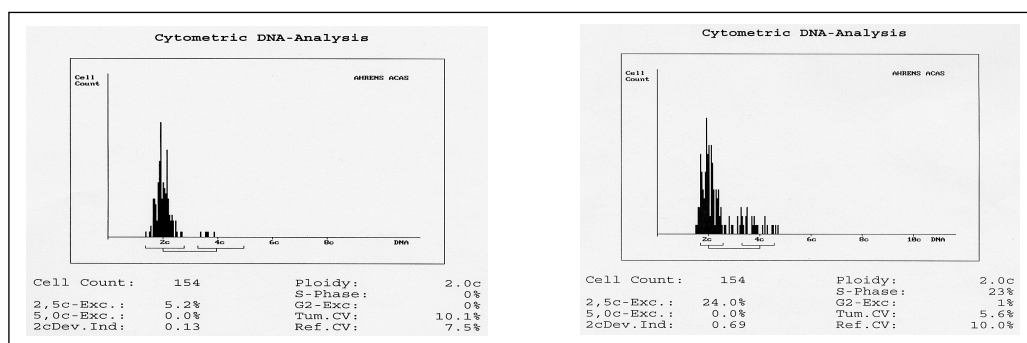 Cytometric DNA-Analysis
Cell
Count
AHRENS ACAS
2c 4c 6c 8c DNA
Cell Count: 154 Ploidy: 2.0c
S-Phase: 0%
2,5c-Exc.: 5.2% G2-Exc: 0%
5,0c-Exc.: 0.0% Tum.CV: 10.1%
2cDev.Ind: 0.13 Ref.CV: 7.5%
Cytometric DNA-Analysis
Cell
Count
AHRENS ACAS
2c 4c 6c 8c 10c DNA
Cell Count: 154 Ploidy: 2.0c
S-Phase: 23%
2,5c-Exc.: 24.0% G2-Exc: 1%
5,0c-Exc.: 0.0% Tum.CV: 5.6%
2cDev.Ind: 0.69 Ref.CV: 10.0%